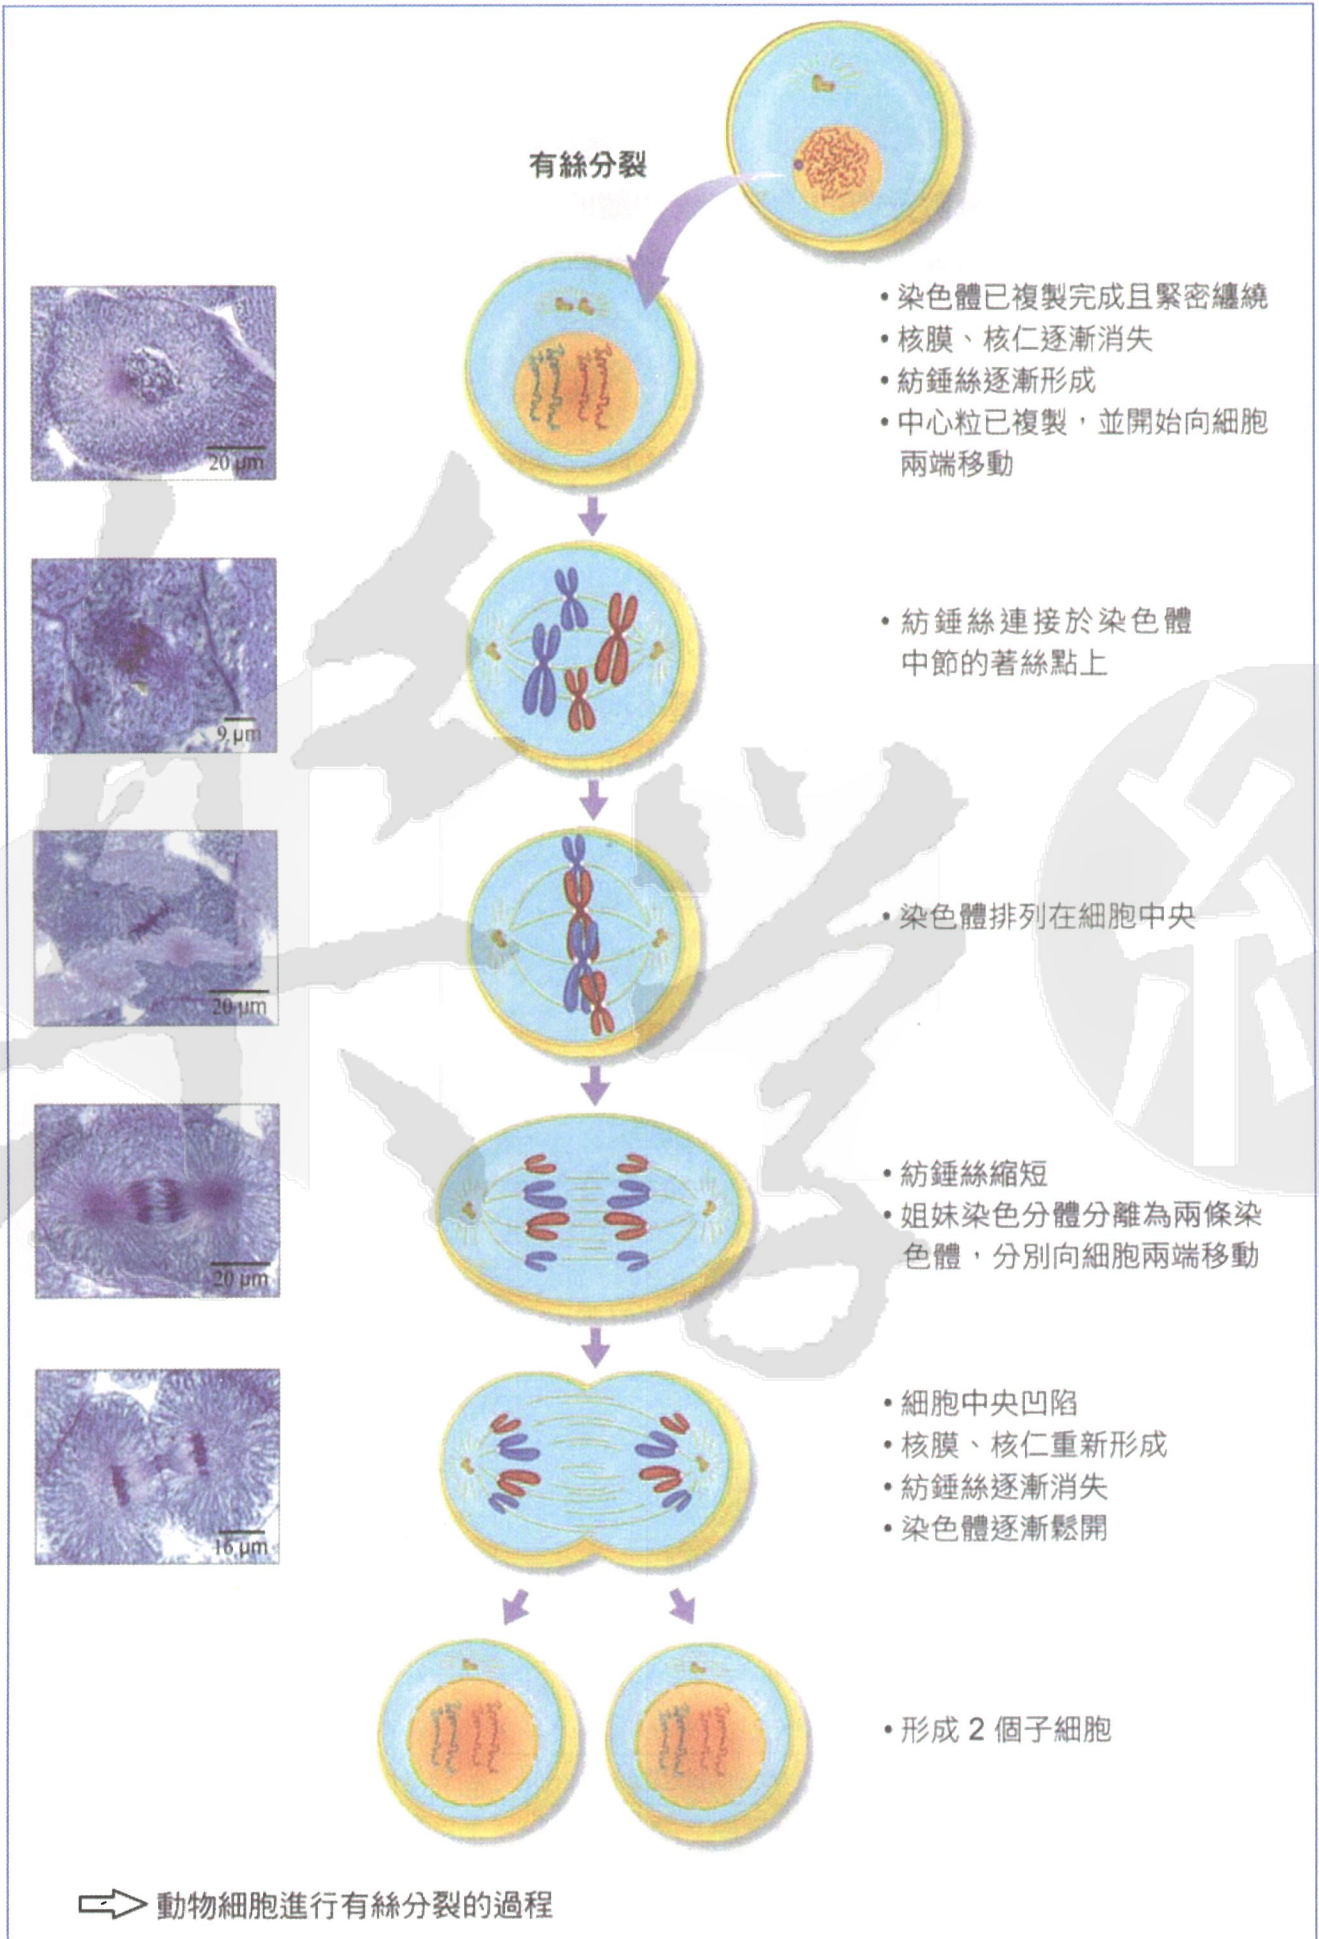 有絲分裂
• 染色體已複製完成且緊密纏繞
• 核膜、核仁逐漸消失
• 紡錘絲逐漸形成
• 中心粒已複製，並開始向細胞
兩端移動
20 μm
• 紡錘絲連接於染色體
中節的著絲點上
9 μm
• 染色體排列在細胞中央
20 μm
• 紡錘絲縮短
• 姐妹染色分體分離為兩條染
色體，分別向細胞兩端移動
20 μm
• 細胞中央凹陷
• 核膜、核仁重新形成
• 紡錘絲逐漸消失
• 染色體逐漸鬆開
16 μm
• 形成 2 個子細胞
動物細胞進行有絲分裂的過程